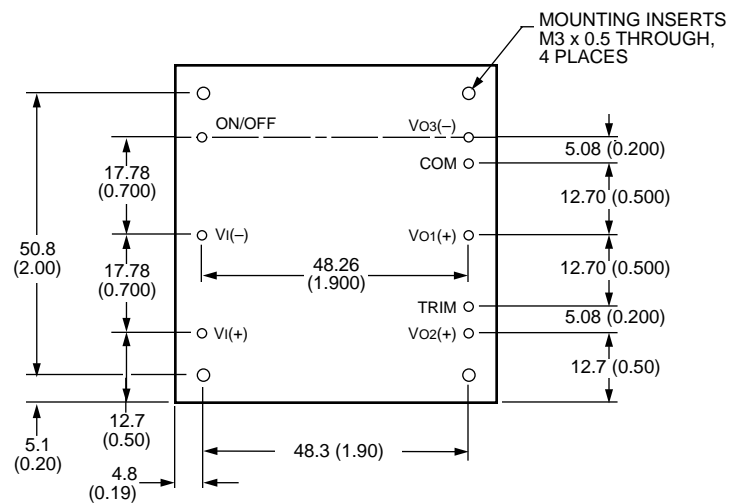 MOUNTING INSERTS
M3 x 0.5 THROUGH,
4 PLACES
ON/OFF
VO3(–)
5.08 (0.200)
COM
17.78
(0.700)
12.70 (0.500)
VI(–)
VO1(+)
50.8
(2.00)
48.26
(1.900)
17.78
(0.700)
12.70 (0.500)
TRIM
5.08 (0.200)
VI(+)
VO2(+)
12.7 (0.50)
12.7
(0.50)
5.1
(0.20)
48.3 (1.90)
4.8
(0.19)